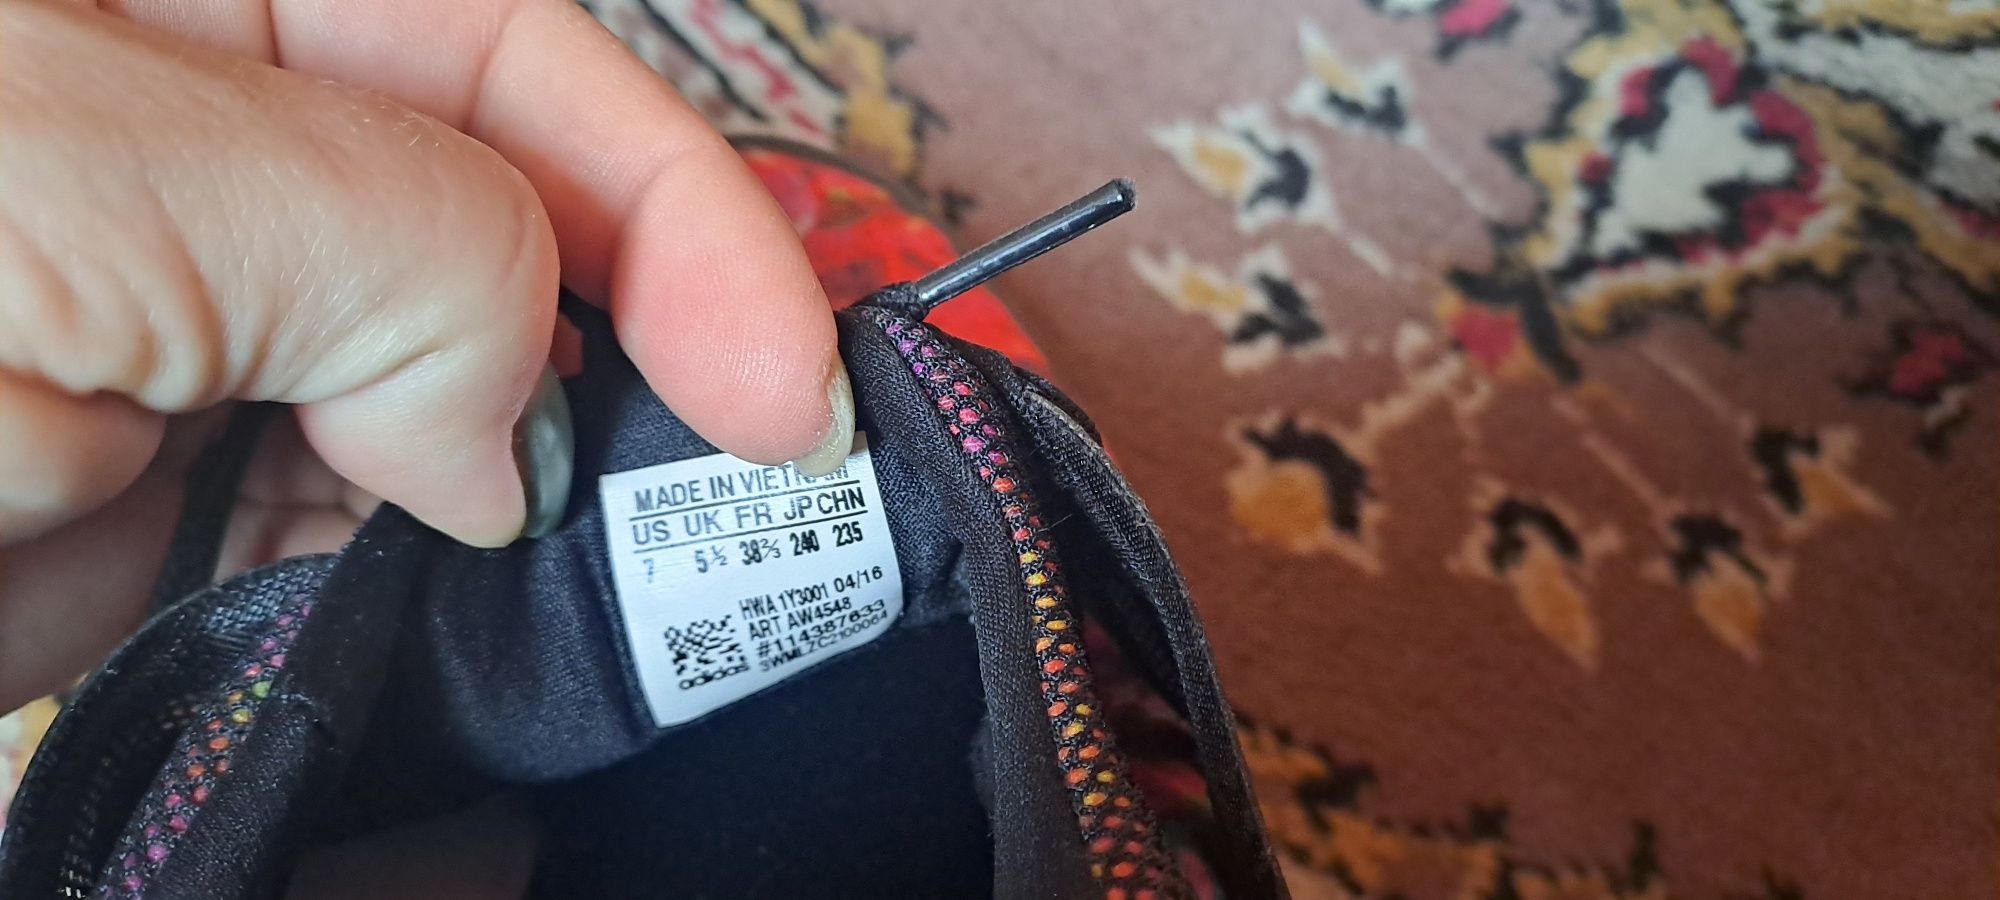 MADE IN VIETNAM
US UK FR JP CHN
7 5½ 38⅔ 240 235
HWA 1Y3001 04/16
ART AW4548
#114387633
3WMLZC2100064
adidas